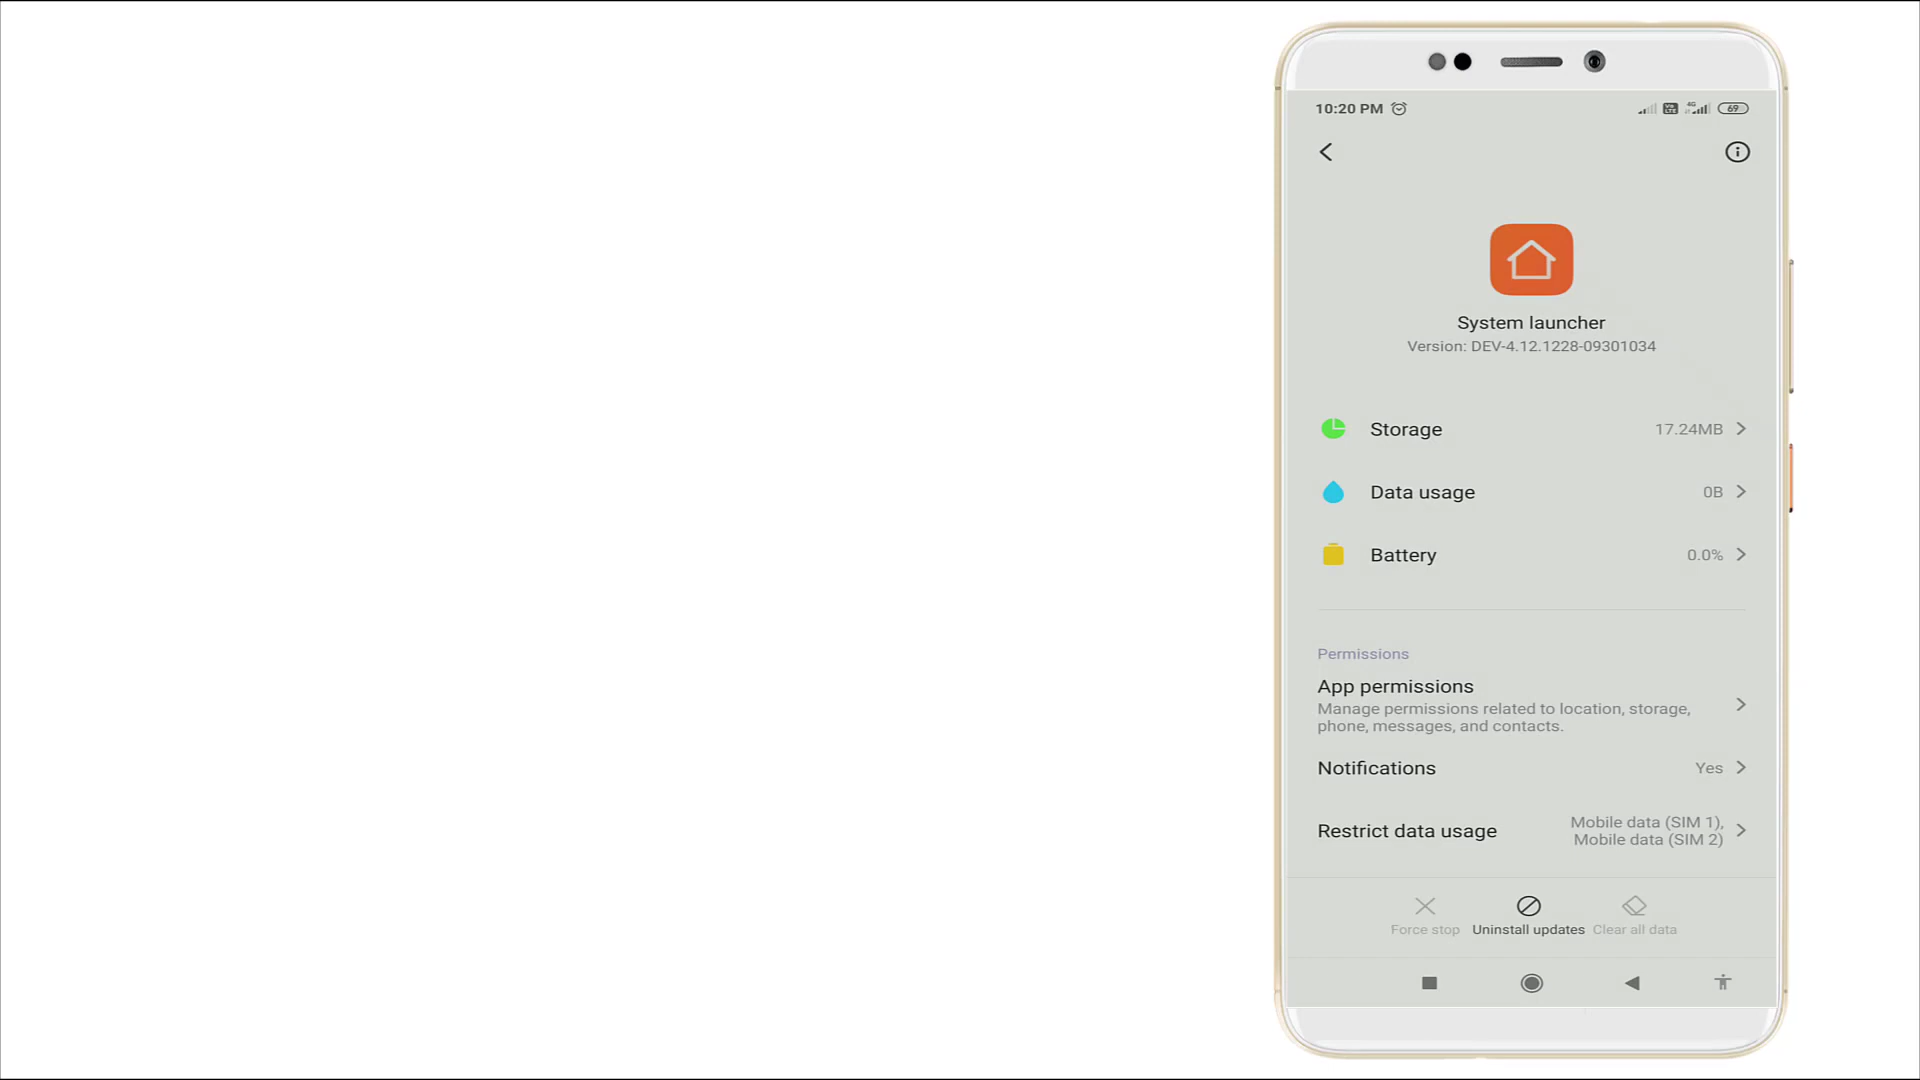 10:20 PM
4G
69
System launcher
Version: DEV-4.12.1228-09301034
Storage 17.24MB
Data usage 0B
Battery 0.0%
Permissions
App permissions
Manage permissions related to location, storage,
phone, messages, and contacts.
Notifications Yes
Restrict data usage Mobile data (SIM 1),
Mobile data (SIM 2)
Force stop Uninstall updates Clear all data